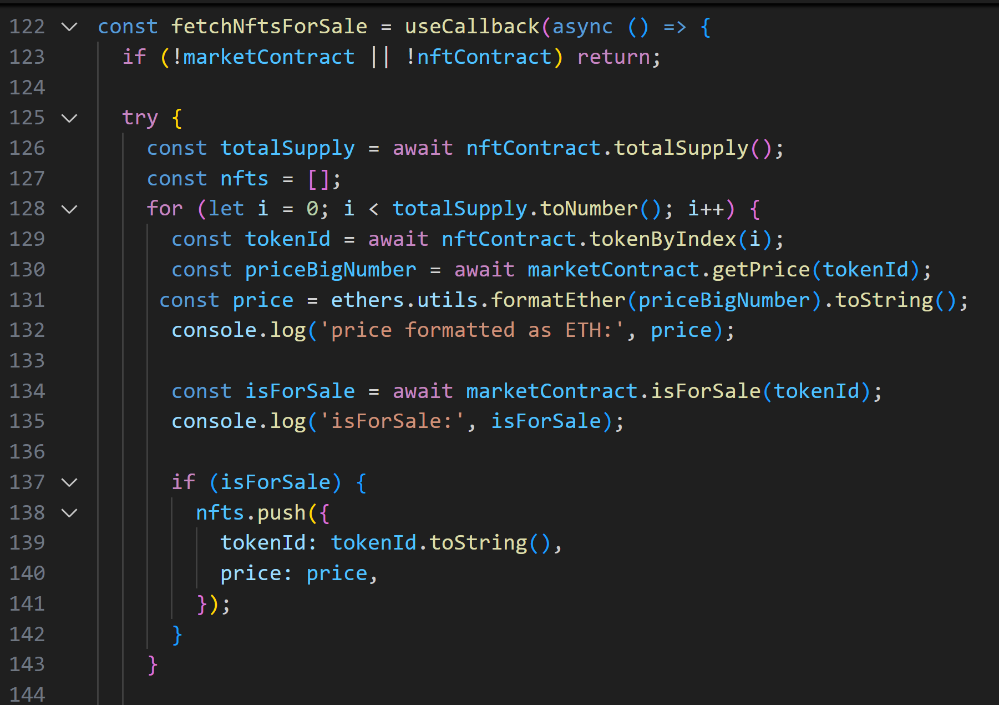 122 const fetchNftsForSale = useCallback(async () => {
123 if (!marketContract || !nftContract) return;
124
125 try {
126 const totalSupply = await nftContract.totalSupply();
127 const nfts = [];
128 for (let i = 0; i < totalSupply.toNumber(); i++) {
129 const tokenId = await nftContract.tokenByIndex(i);
130 const priceBigNumber = await marketContract.getPrice(tokenId);
131 const price = ethers.utils.formatEther(priceBigNumber).toString();
132 console.log('price formatted as ETH:', price);
133
134 const isForSale = await marketContract.isForSale(tokenId);
135 console.log('isForSale:', isForSale);
136
137 if (isForSale) {
138 nfts.push({
139 tokenId: tokenId.toString(),
140 price: price,
141 });
142 }
143 }
144